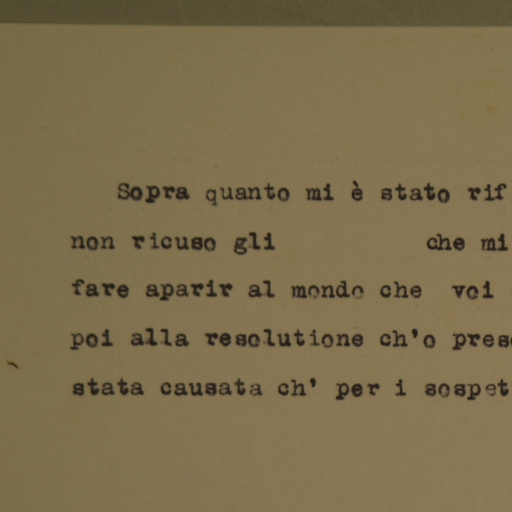 Sopra quanto mi è stato rif
non ricuso gli che mi
fare aparir al mondo che voi
poi alla resolutione ch'o pres
stata causata ch' per i sospet